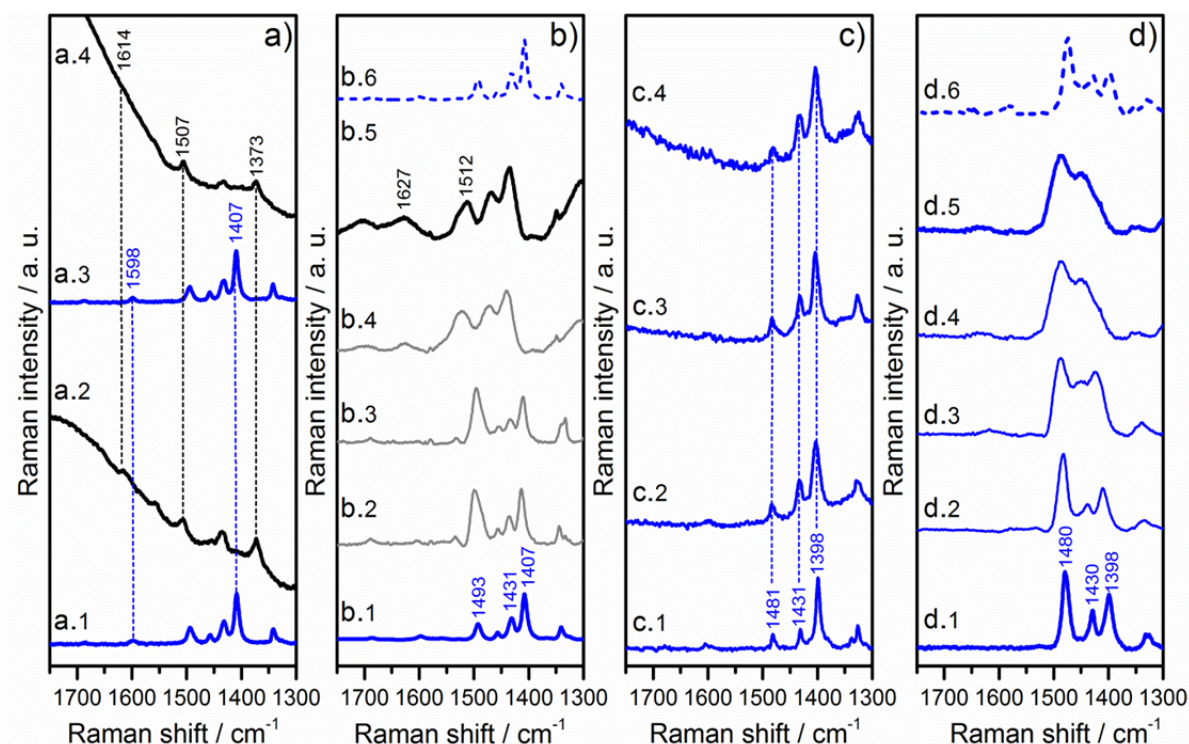 a)
a.4
1614
1507
1373
a.3
1598
1407
a.2
a.1
1700 1600 1500 1400 1300
Raman shift / cm-1
Raman intensity / a. u.
b)
b.6
b.5
1627
1512
b.4
b.3
b.2
1493
1431
1407
b.1
1700 1600 1500 1400 1300
Raman shift / cm-1
Raman intensity / a. u.
c)
c.4
c.3
c.2
1481
1431
1398
c.1
1700 1600 1500 1400 1300
Raman shift / cm-1
Raman intensity / a. u.
d)
d.6
d.5
d.4
d.3
d.2
1480
1430
1398
d.1
1700 1600 1500 1400 1300
Raman shift / cm-1
Raman intensity / a. u.